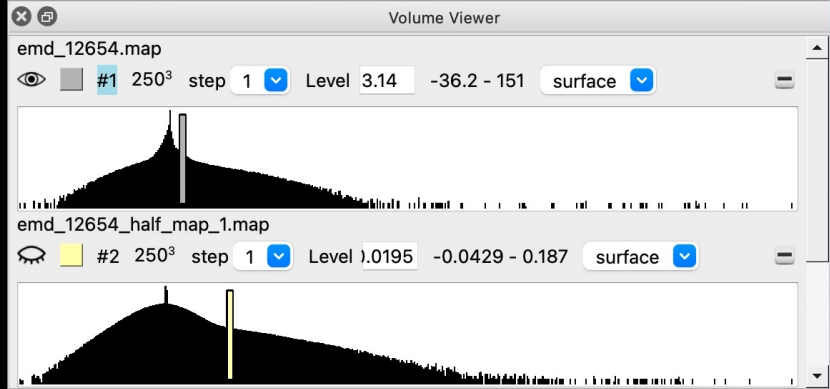 Volume Viewer
emd_12654.map
#1 250³ step 1 Level 3.14 -36.2 - 151 surface
emd_12654_half_map_1.map
#2 250³ step 1 Level .0195 -0.0429 - 0.187 surface